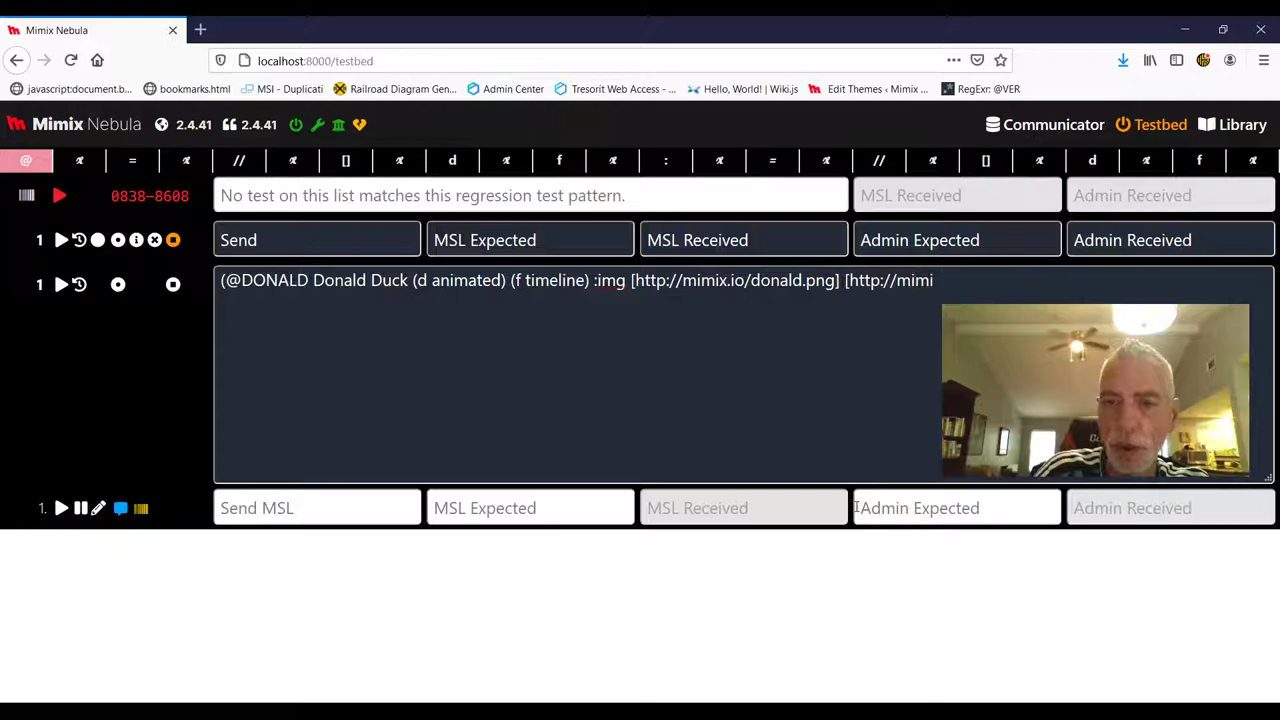 Mimix Nebula
localhost:8000/testbed
javascript:document.b... bookmarks.html MSI - Duplicati Railroad Diagram Gen... Admin Center Tresorit Web Access - ... Hello, World! | Wiki.js Edit Themes ‹ Mimix ... RegExr: @VER
Mimix Nebula 2.4.41 2.4.41 Communicator Testbed Library
@ = // [] d f : = // [] d f
0838-8608 No test on this list matches this regression test pattern. MSL Received Admin Received
1 Send MSL Expected MSL Received Admin Expected Admin Received
1 (@DONALD Donald Duck (d animated) (f timeline) :img [http://mimix.io/donald.png] [http://mimi
1. Send MSL MSL Expected MSL Received Admin Expected Admin Received